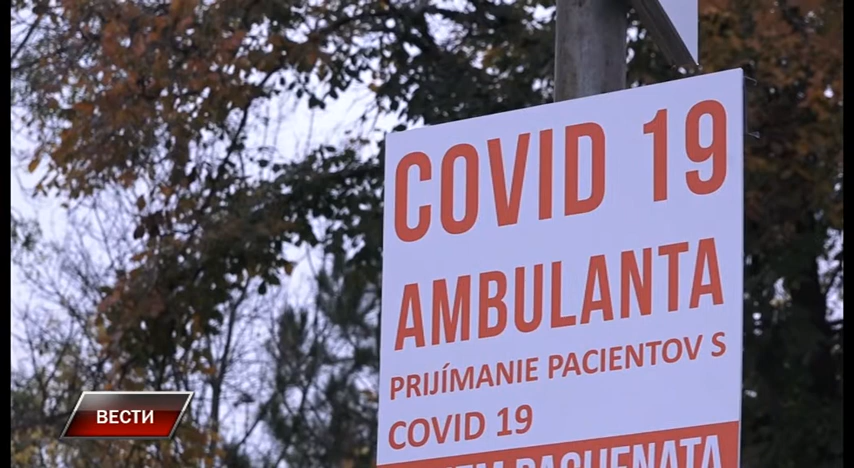 COVID 19
AMBULANTA
PRIJÍMANIE PACIENTOV S
COVID 19
ВЕСТИ